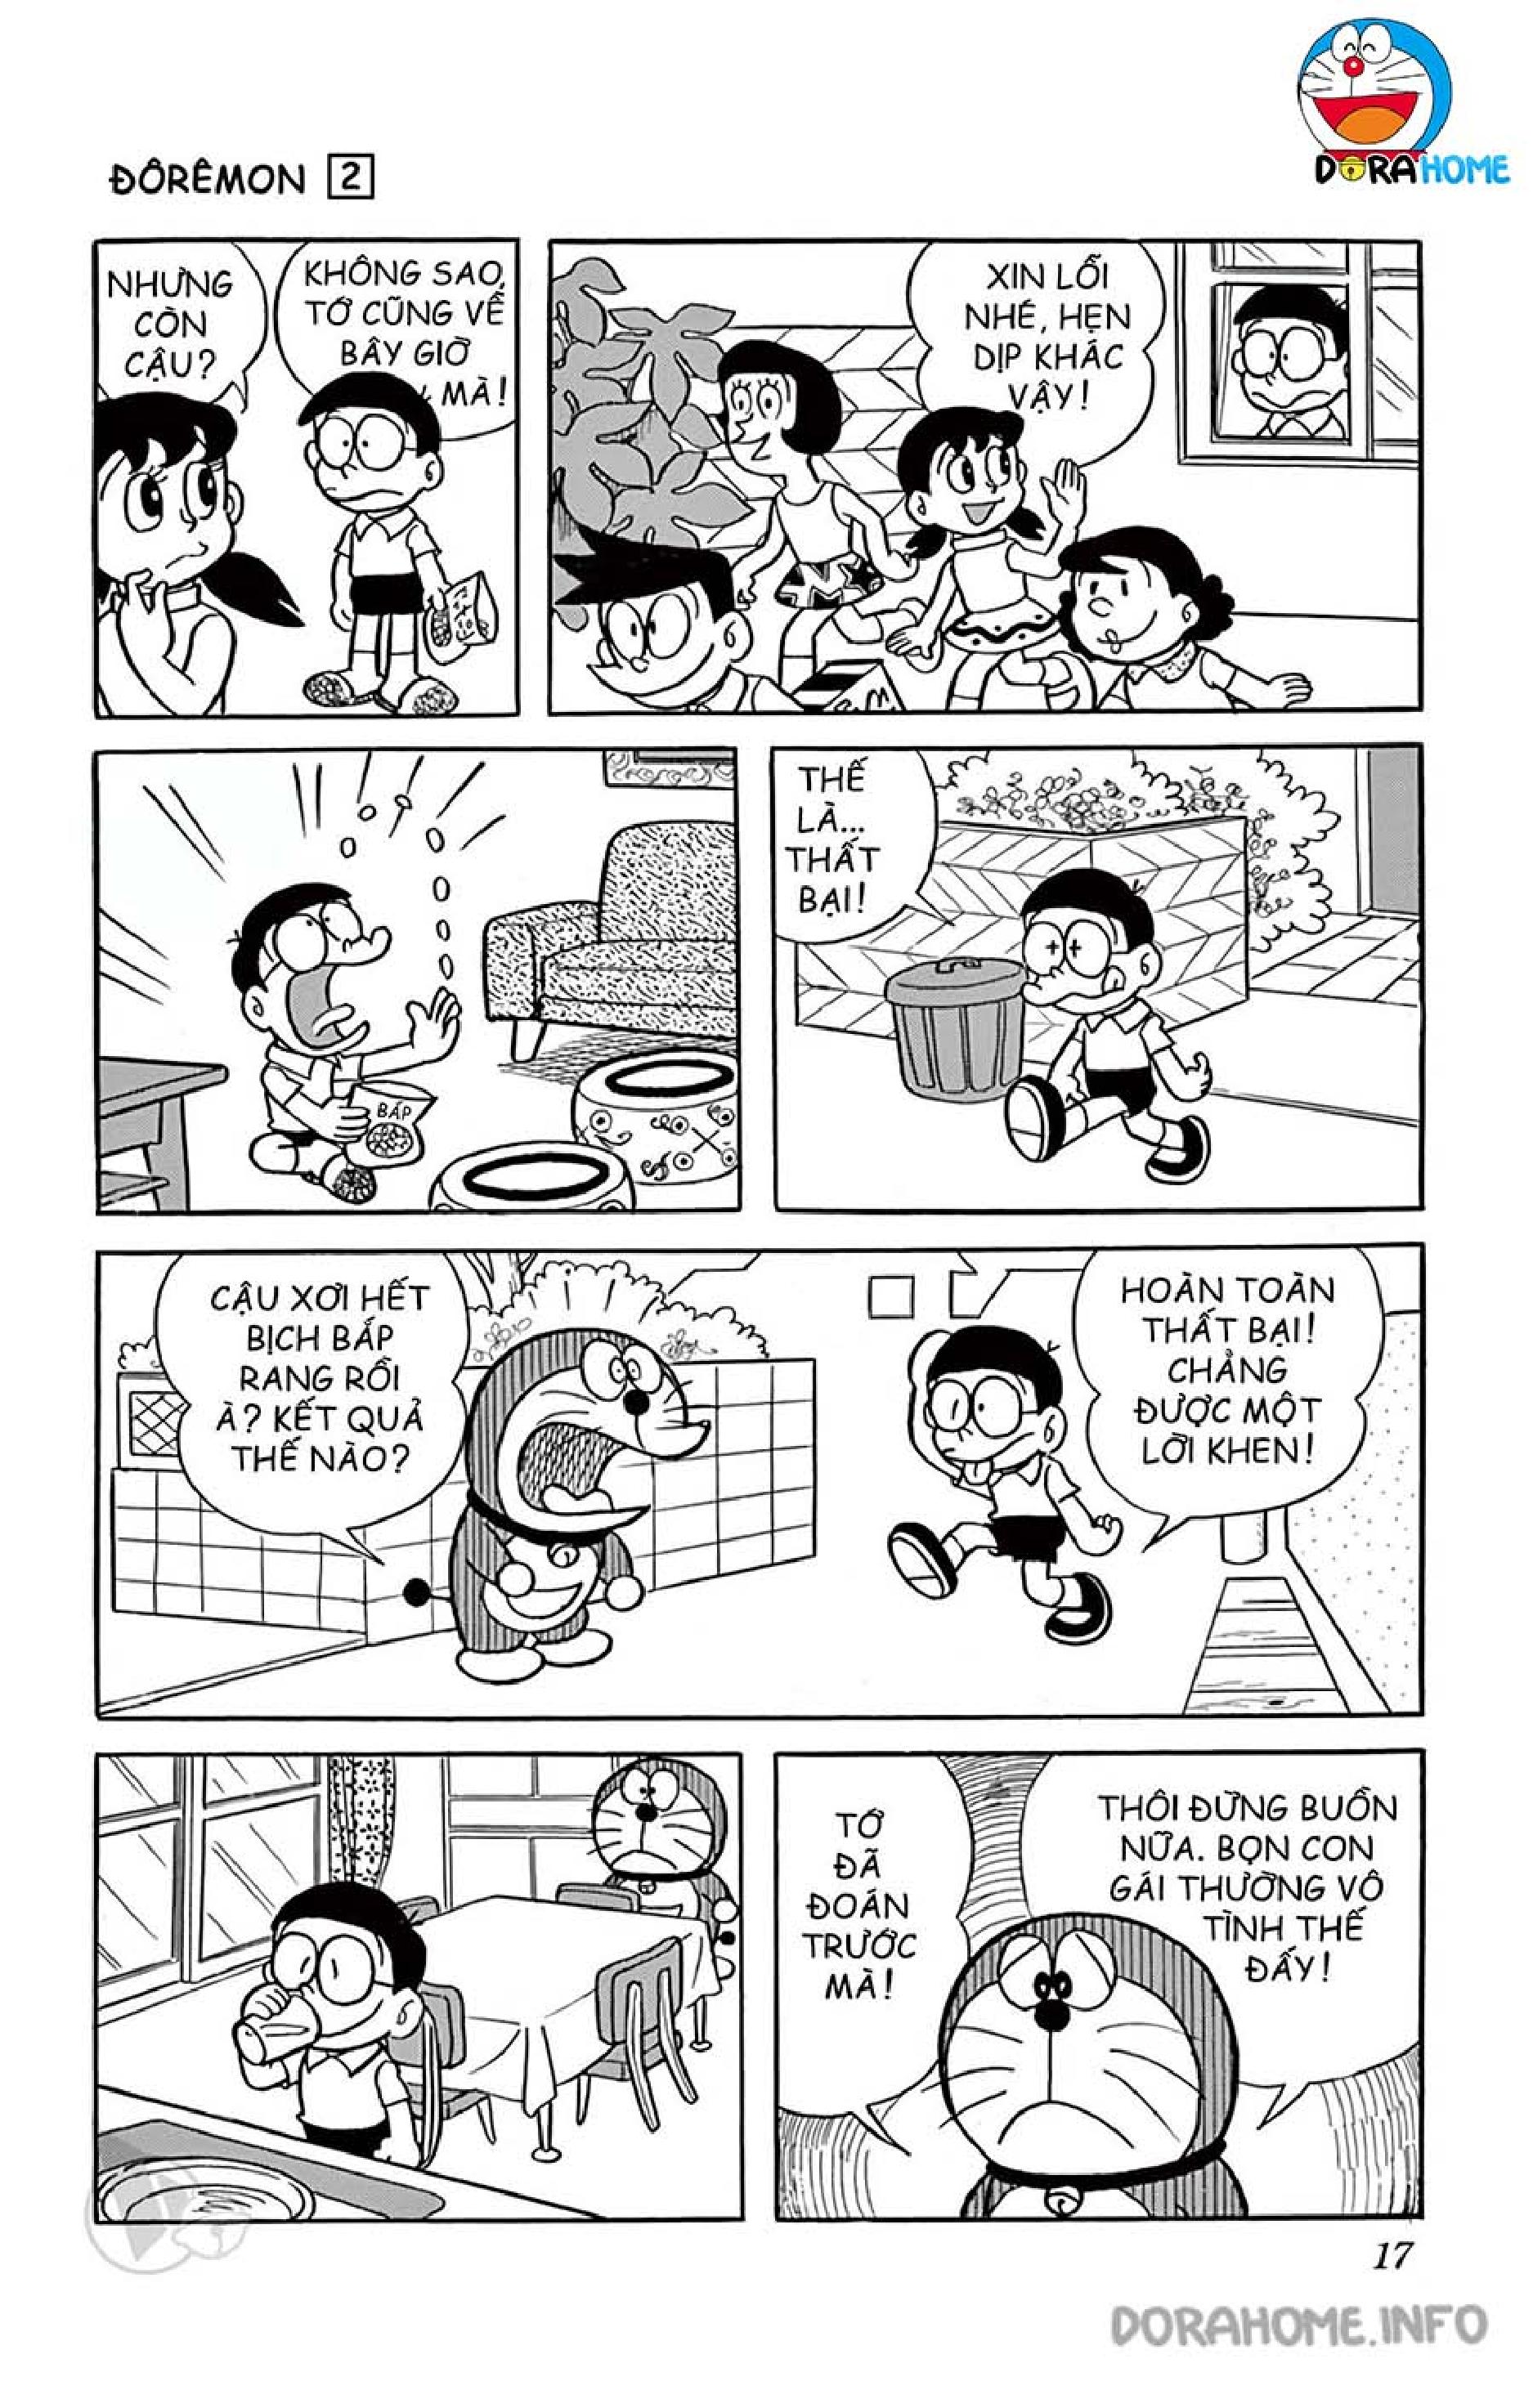 DORAHOME
ĐÔRÊMON 2
NHƯNG
CÒN
CẬU?
KHÔNG SAO,
TỚ CŨNG VỀ
BÂY GIỜ
MÀ!
XIN LỖI
NHÉ, HẸN
DỊP KHÁC
VẬY!
BẮP
THẾ
LÀ...
THẤT
BẠI!
CẬU XƠI HẾT
BỊCH BẮP
RANG RỒI
À? KẾT QUẢ
THẾ NÀO?
HOÀN TOÀN
THẤT BẠI!
CHẲNG
ĐƯỢC MỘT
LỜI KHEN!
TỚ
ĐÃ
ĐOÁN
TRƯỚC
MÀ!
THÔI ĐỪNG BUỒN
NỮA. BỌN CON
GÁI THƯỜNG VÔ
TÌNH THẾ
ĐẤY!
17
DORAHOME.INFO